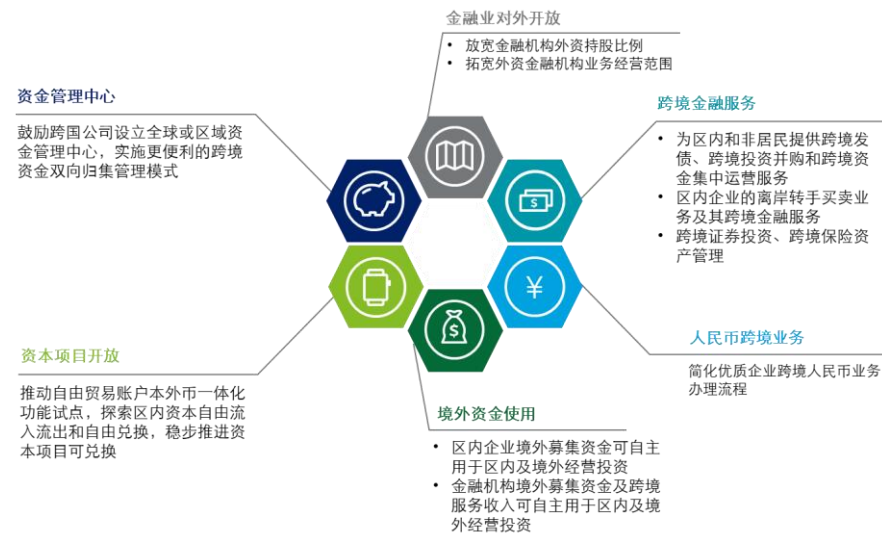 金融业对外开放
• 放宽金融机构外资持股比例
• 拓宽外资金融机构业务经营范围
资金管理中心
鼓励跨国公司设立全球或区域资
金管理中心，实施更便利的跨境
资金双向归集管理模式
跨境金融服务
• 为区内和非居民提供跨境发
债、跨境投资并购和跨境资
金集中运营服务
• 区内企业的离岸转手买卖业
务及其跨境金融服务
• 跨境证券投资、跨境保险资
产管理
$
¥
$
资本项目开放
推动自由贸易账户本外币一体化
功能试点，探索区内资本自由流
入流出和自由兑换，稳步推进资
本项目可兑换
人民币跨境业务
简化优质企业跨境人民币业务
办理流程
境外资金使用
• 区内企业境外募集资金可自主
用于区内及境外经营投资
• 金融机构境外募集资金及跨境
服务收入可自主用于区内及境
外经营投资